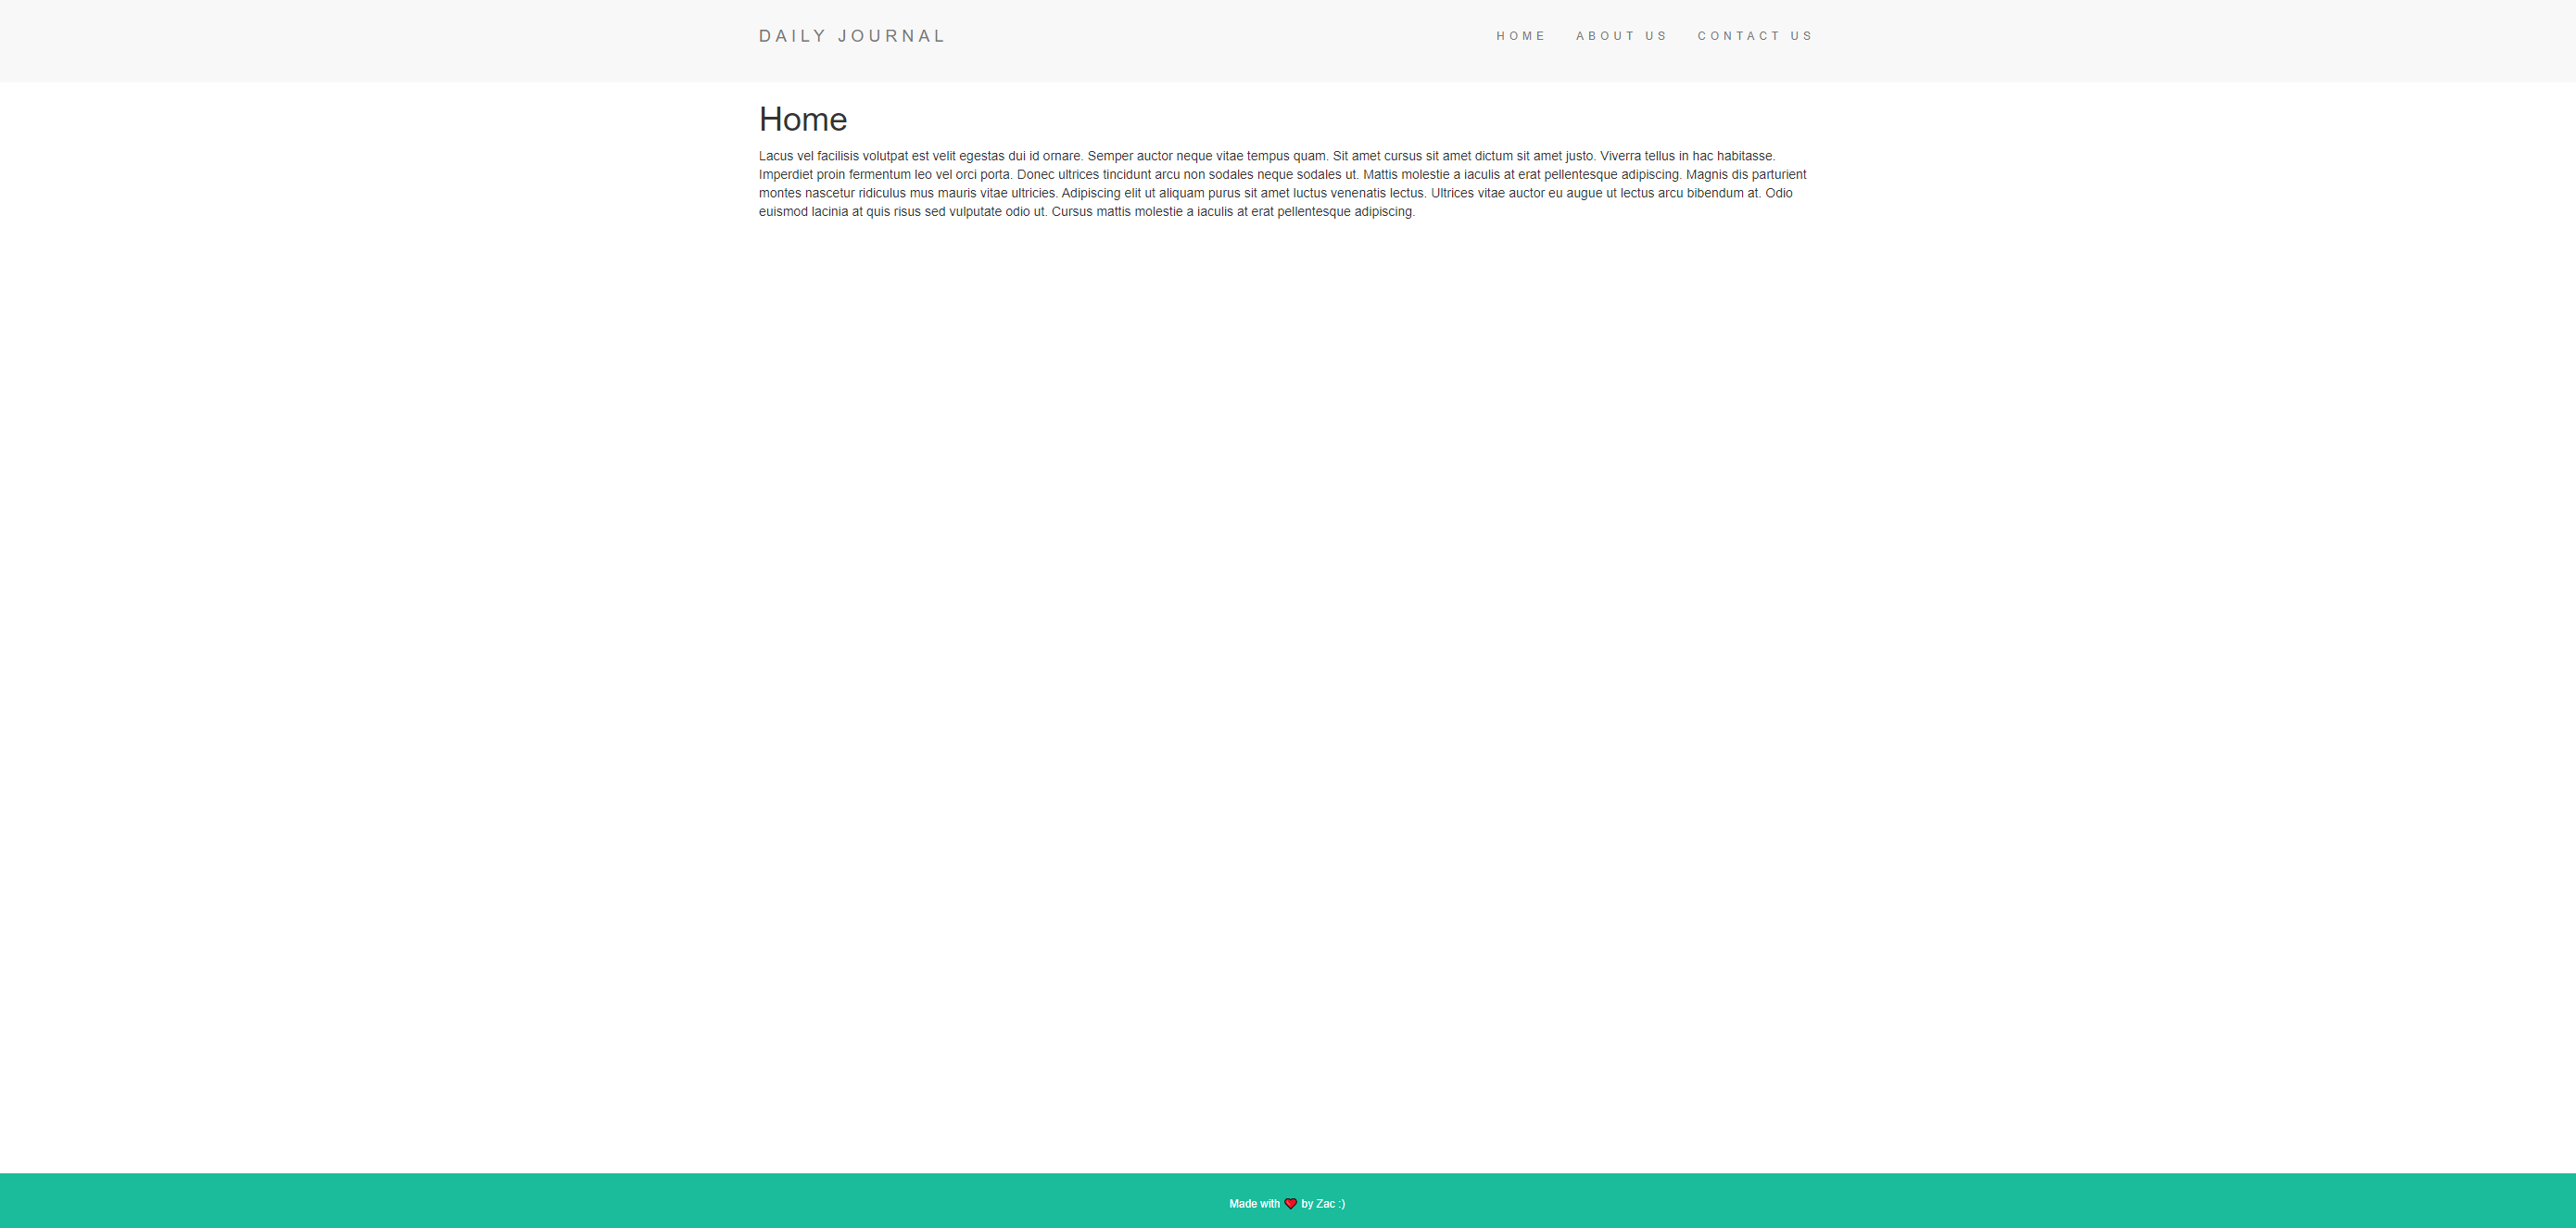 DAILY JOURNAL
HOME ABOUT US CONTACT US
Home
Lacus vel facilisis volutpat est velit egestas dui id ornare. Semper auctor neque vitae tempus quam. Sit amet cursus sit amet dictum sit amet justo. Viverra tellus in hac habitasse.
Imperdiet proin fermentum leo vel orci porta. Donec ultrices tincidunt arcu non sodales neque sodales ut. Mattis molestie a iaculis at erat pellentesque adipiscing. Magnis dis parturient
montes nascetur ridiculus mus mauris vitae ultricies. Adipiscing elit ut aliquam purus sit amet luctus venenatis lectus. Ultrices vitae auctor eu augue ut lectus arcu bibendum at. Odio
euismod lacinia at quis risus sed vulputate odio ut. Cursus mattis molestie a iaculis at erat pellentesque adipiscing.
Made with ❤ by Zac :)